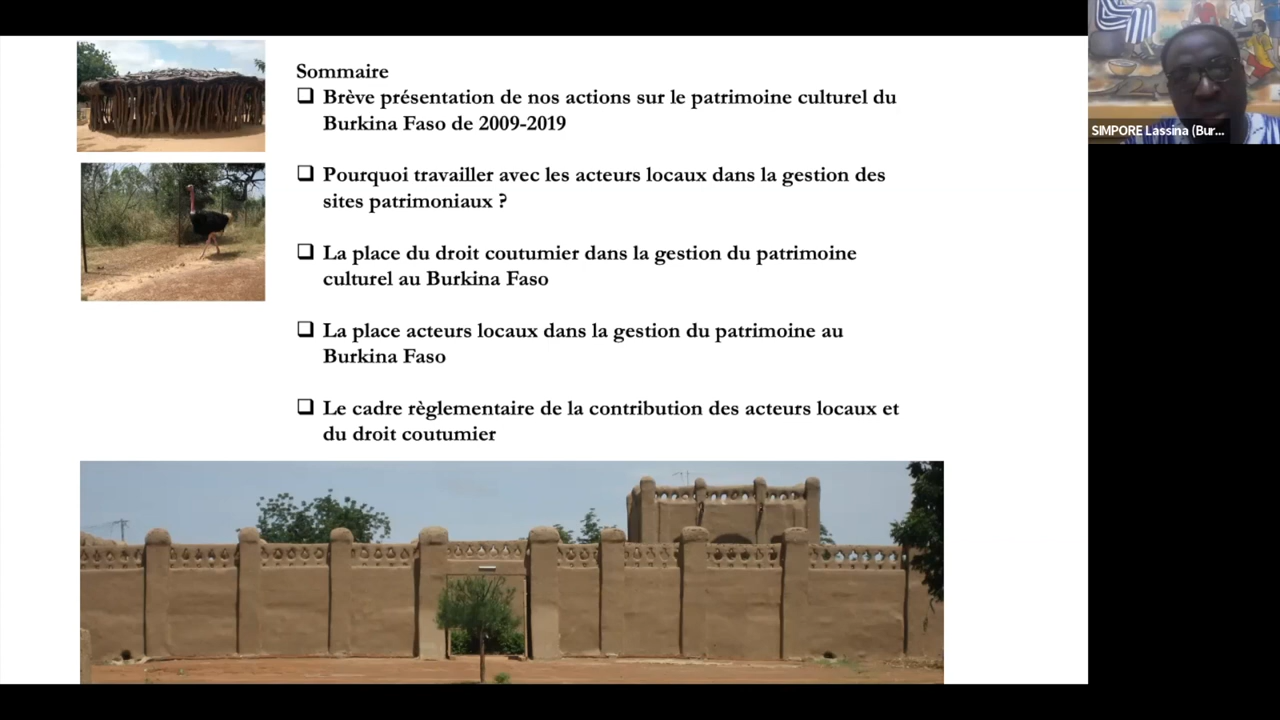 Sommaire
❑ Brève présentation de nos actions sur le patrimoine culturel du
Burkina Faso de 2009-2019
❑ Pourquoi travailler avec les acteurs locaux dans la gestion des
sites patrimoniaux ?
❑ La place du droit coutumier dans la gestion du patrimoine
culturel au Burkina Faso
❑ La place acteurs locaux dans la gestion du patrimoine au
Burkina Faso
❑ Le cadre règlementaire de la contribution des acteurs locaux et
du droit coutumier
SIMPORE Lassina (Bur...